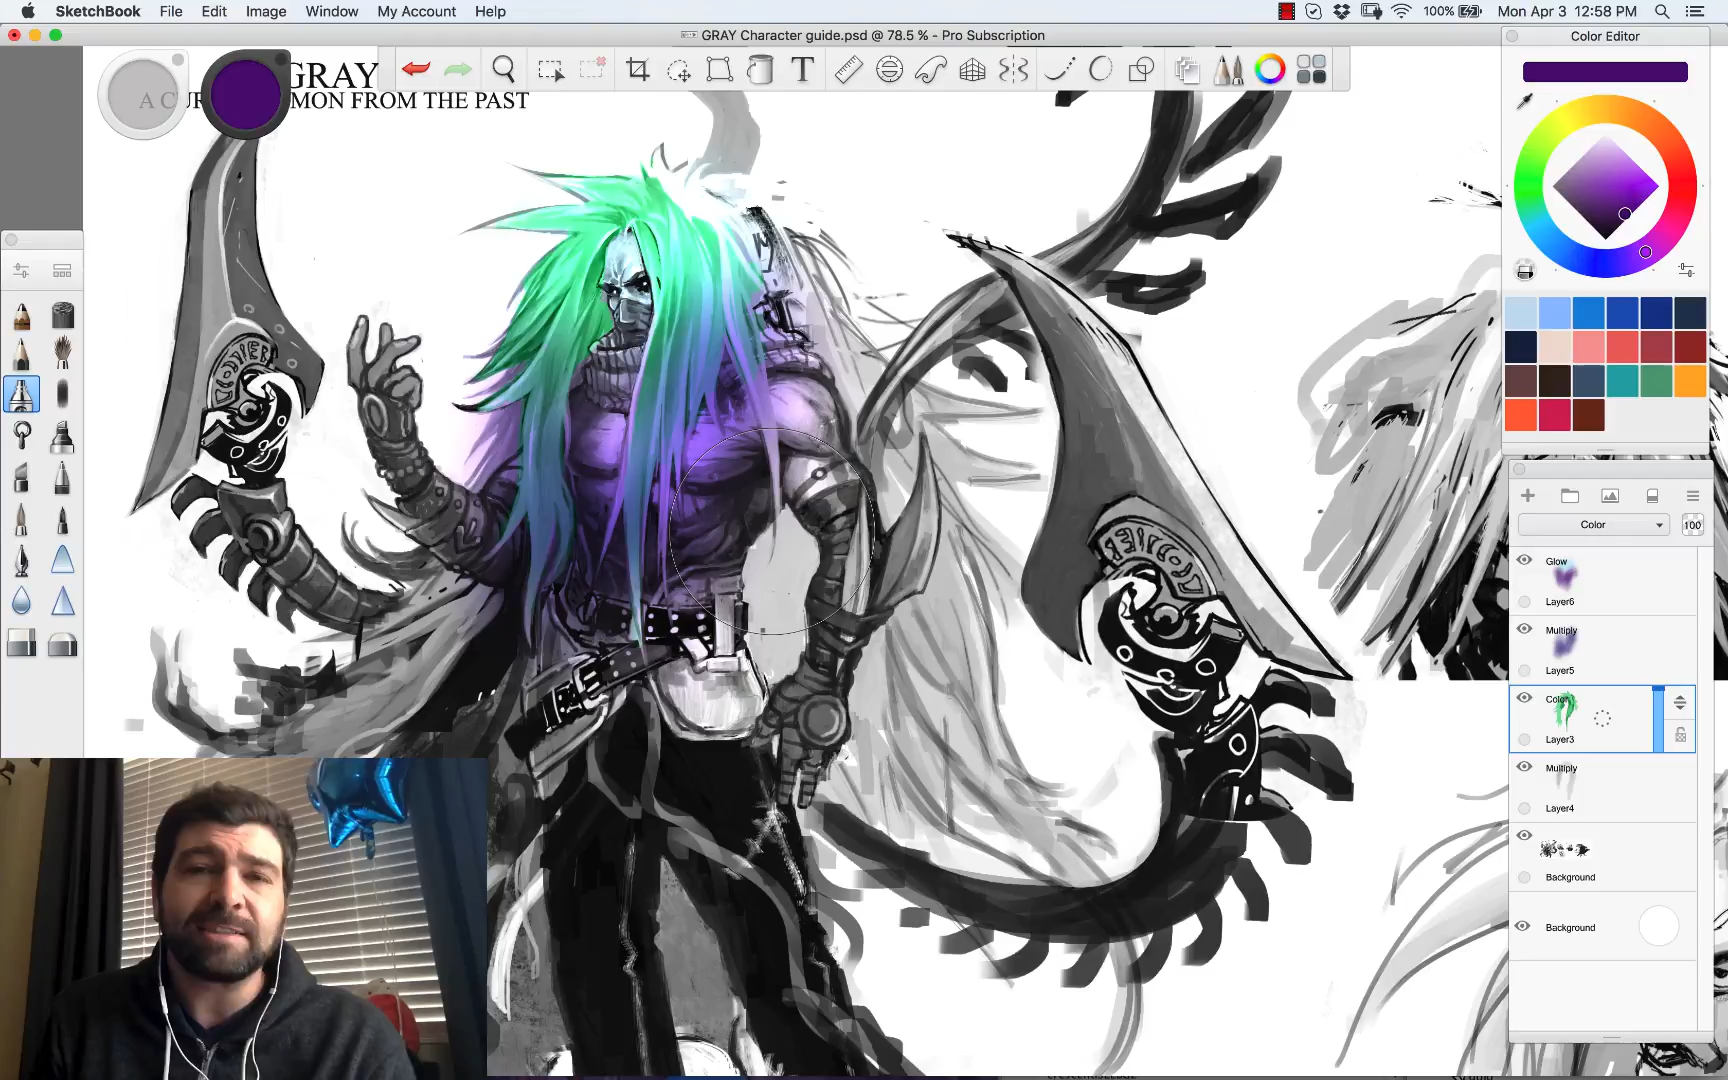 SketchBook File Edit Image Window My Account Help
100% Mon Apr 3 12:58 PM
GRAY Character guide.psd @ 78.5 % - Pro Subscription
Color Editor
GRAY
A CUR MON FROM THE PAST
T
Color 100
Glow
Layer6
Multiply
Layer5
Color
Layer3
Multiply
Layer4
Background
Background